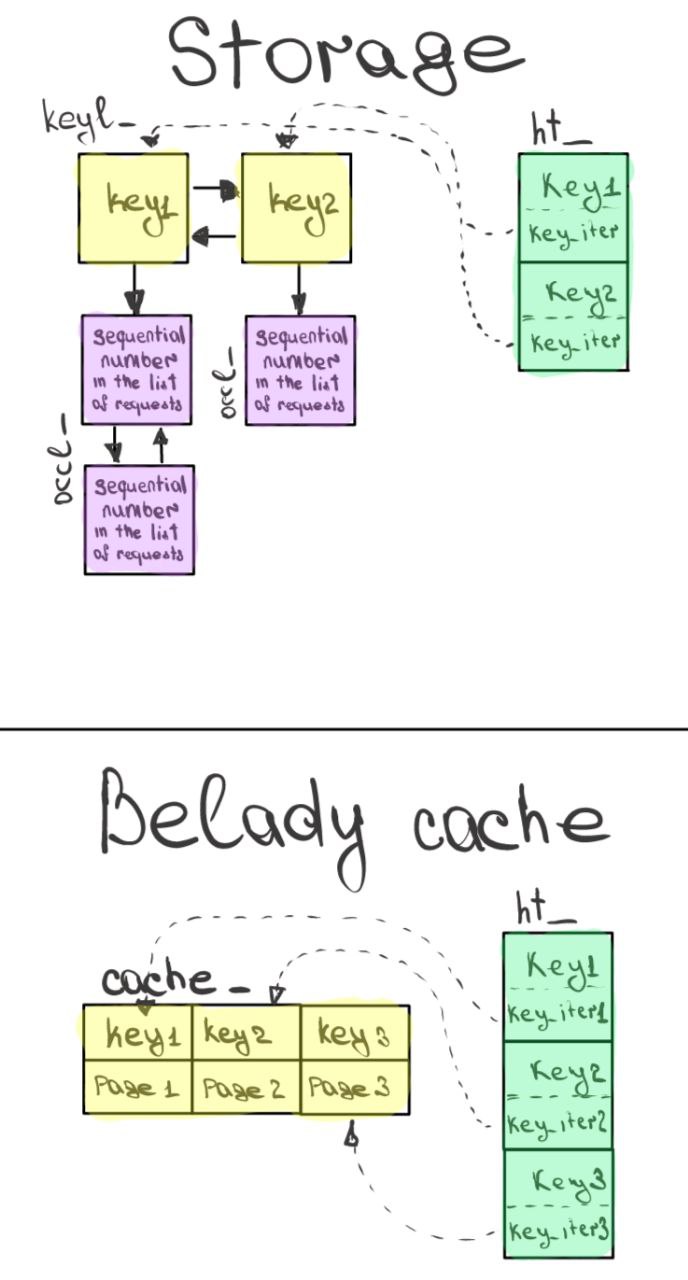 Storage
keyl_
ht_
key1
key2
Key1
key_iter
Key2
key_iter
sequential
number
in the list
of requests
occl_
sequential
number
in the list
of requests
occl_
sequential
number
in the list
of requests
Belady cache
ht_
cache_
key1
key2
key3
Page 1
Page 2
Page 3
Key1
key_iter1
Key2
key_iter2
Key3
key_iter3